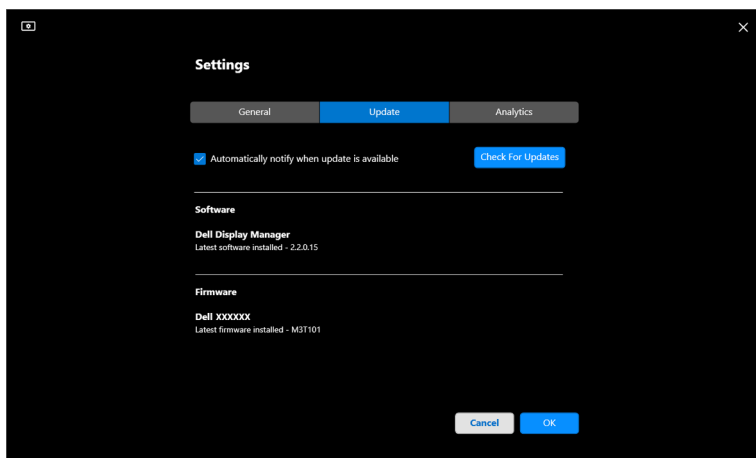 Settings
General Update Analytics
Automatically notify when update is available Check For Updates
Software
Dell Display Manager
Latest software installed - 2.2.0.15
Firmware
Dell XXXXXX
Latest firmware installed - M3T101
Cancel OK